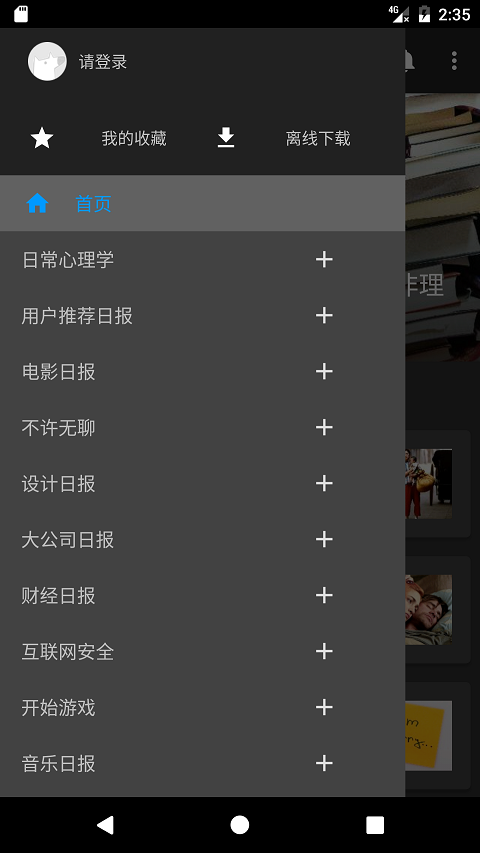 4G
2:35
请登录
我的收藏
离线下载
首页
日常心理学
用户推荐日报
电影日报
不许无聊
设计日报
大公司日报
财经日报
互联网安全
开始游戏
音乐日报
理